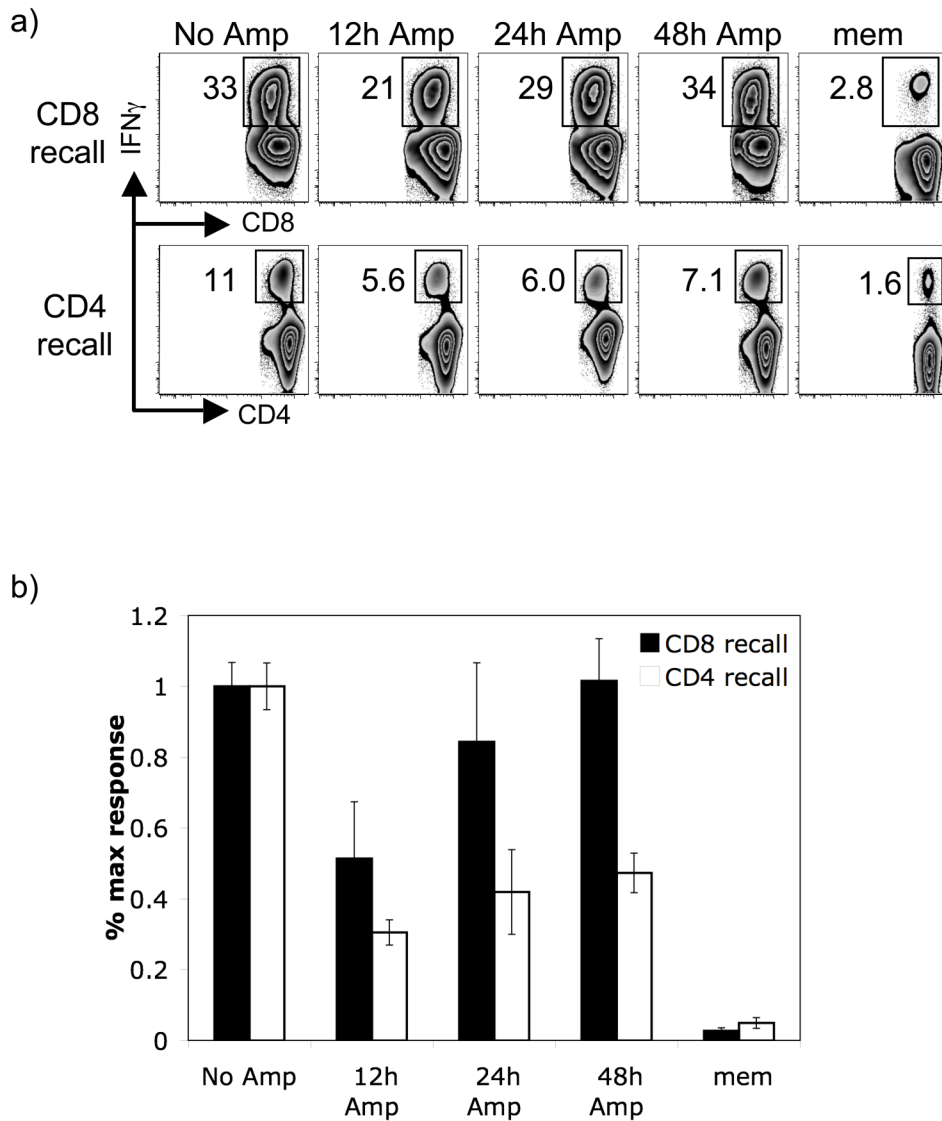 a)
No Amp 12h Amp 24h Amp 48h Amp mem
CD8 recall
IFNγ
33 21 29 34 2.8
CD8
CD4 recall
11 5.6 6.0 7.1 1.6
CD4
b)
% max response
1.2
1
0.8
0.6
0.4
0.2
0
CD8 recall
CD4 recall
No Amp 12h Amp 24h Amp 48h Amp mem